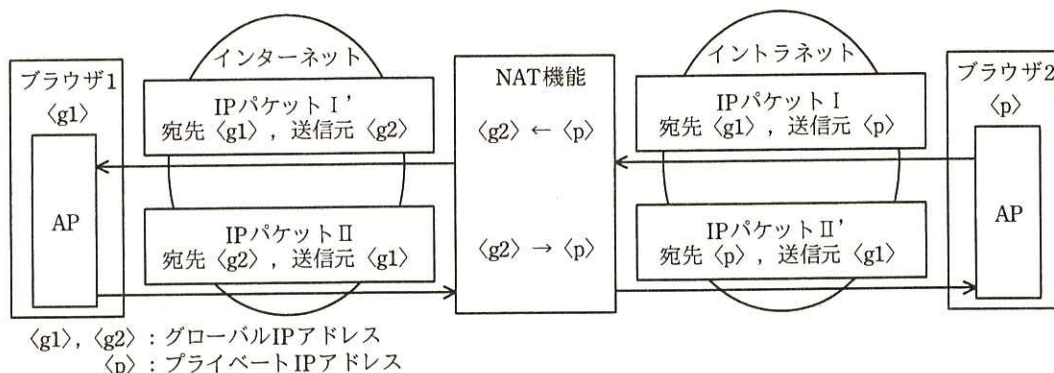 インターネット
イントラネット
ブラウザ1
〈g1〉
IPパケットⅠ'
宛先〈g1〉,送信元〈g2〉
NAT機能
〈g2〉←〈p〉
IPパケットⅠ
宛先〈g1〉,送信元〈p〉
ブラウザ2
〈p〉
AP
IPパケットⅡ
宛先〈g2〉,送信元〈g1〉
〈g2〉→〈p〉
IPパケットⅡ'
宛先〈p〉,送信元〈g1〉
AP
〈g1〉,〈g2〉:グローバルIPアドレス
〈p〉:プライベートIPアドレス